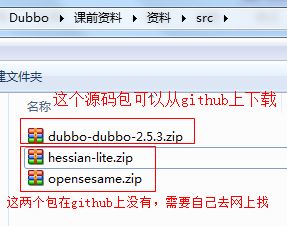 Dubbo ▸ 课前资料 ▸ 资料 ▸ src ▸
建文件夹
名称
这个源码包可以从github上下载
dubbo-dubbo-2.5.3.zip
hessian-lite.zip
opensesame.zip
这两个包在github上没有，需要自己去网上找